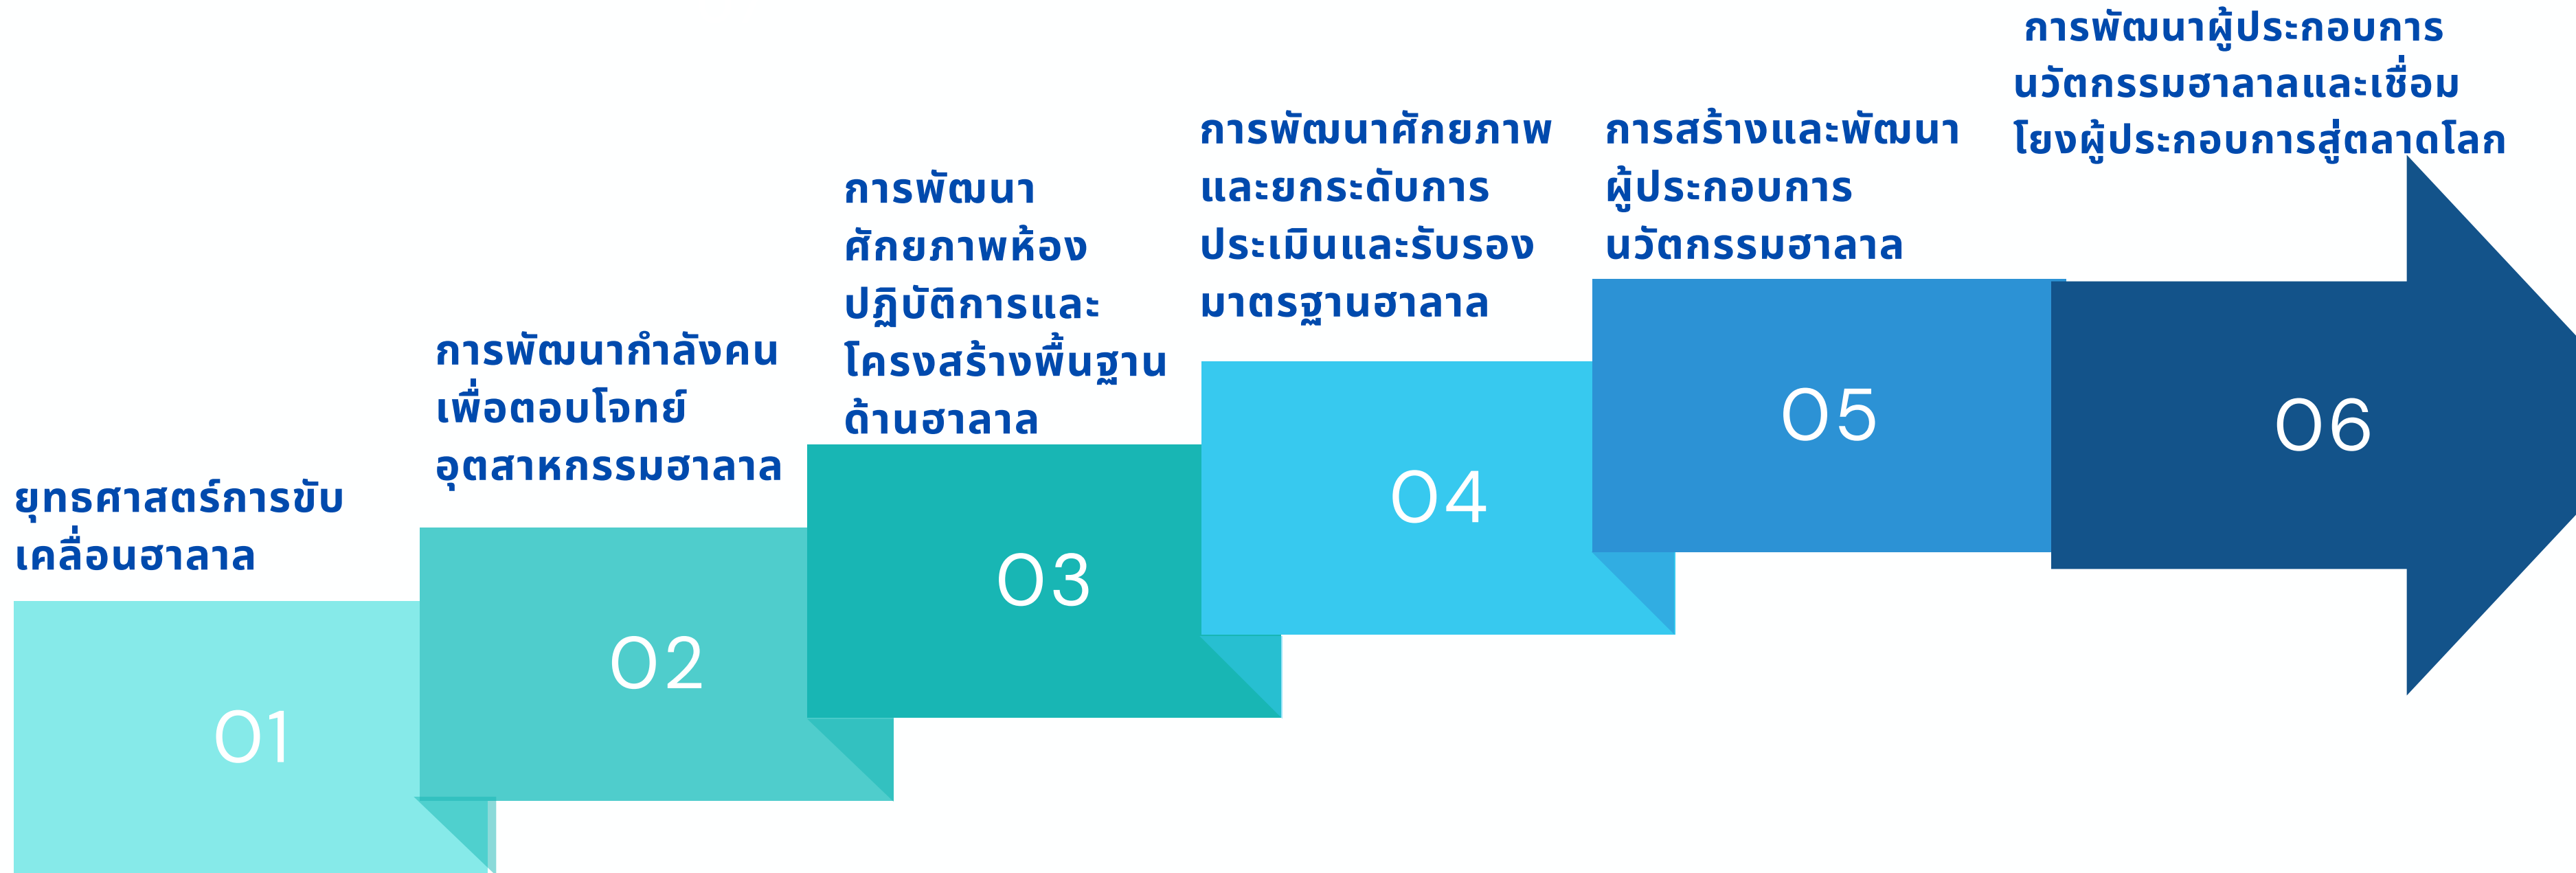 ยุทธศาสตร์การขับ
เคลื่อนฮาลาล
01
การพัฒนากำลังคน
เพื่อตอบโจทย์
อุตสาหกรรมฮาลาล
02
การพัฒนา
ศักยภาพห้อง
ปฏิบัติการและ
โครงสร้างพื้นฐาน
ด้านฮาลาล
03
การพัฒนาศักยภาพ
และยกระดับการ
ประเมินและรับรอง
มาตรฐานฮาลาล
04
การสร้างและพัฒนา
ผู้ประกอบการ
นวัตกรรมฮาลาล
05
การพัฒนาผู้ประกอบการ
นวัตกรรมฮาลาลและเชื่อม
โยงผู้ประกอบการสู่ตลาดโลก
06